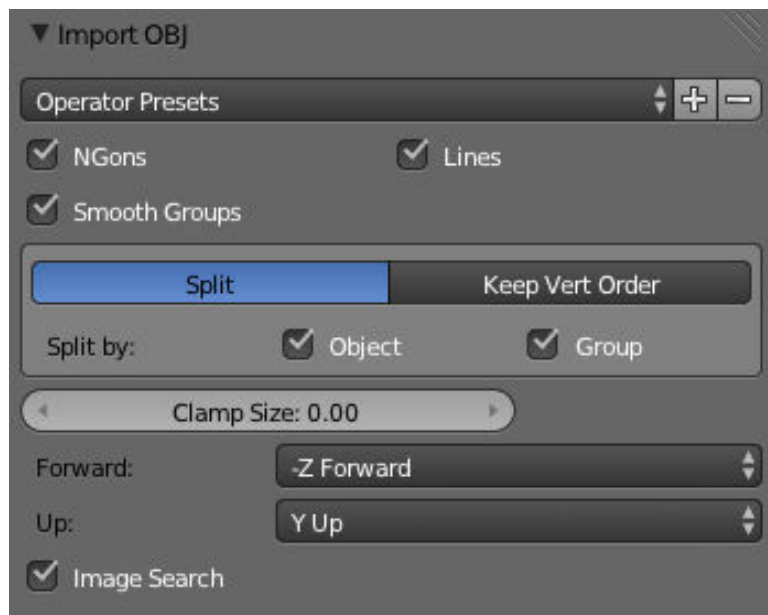 Import OBJ
Operator Presets
NGons Lines
Smooth Groups
Split Keep Vert Order
Split by: Object Group
Clamp Size: 0.00
Forward: -Z Forward
Up: Y Up
Image Search